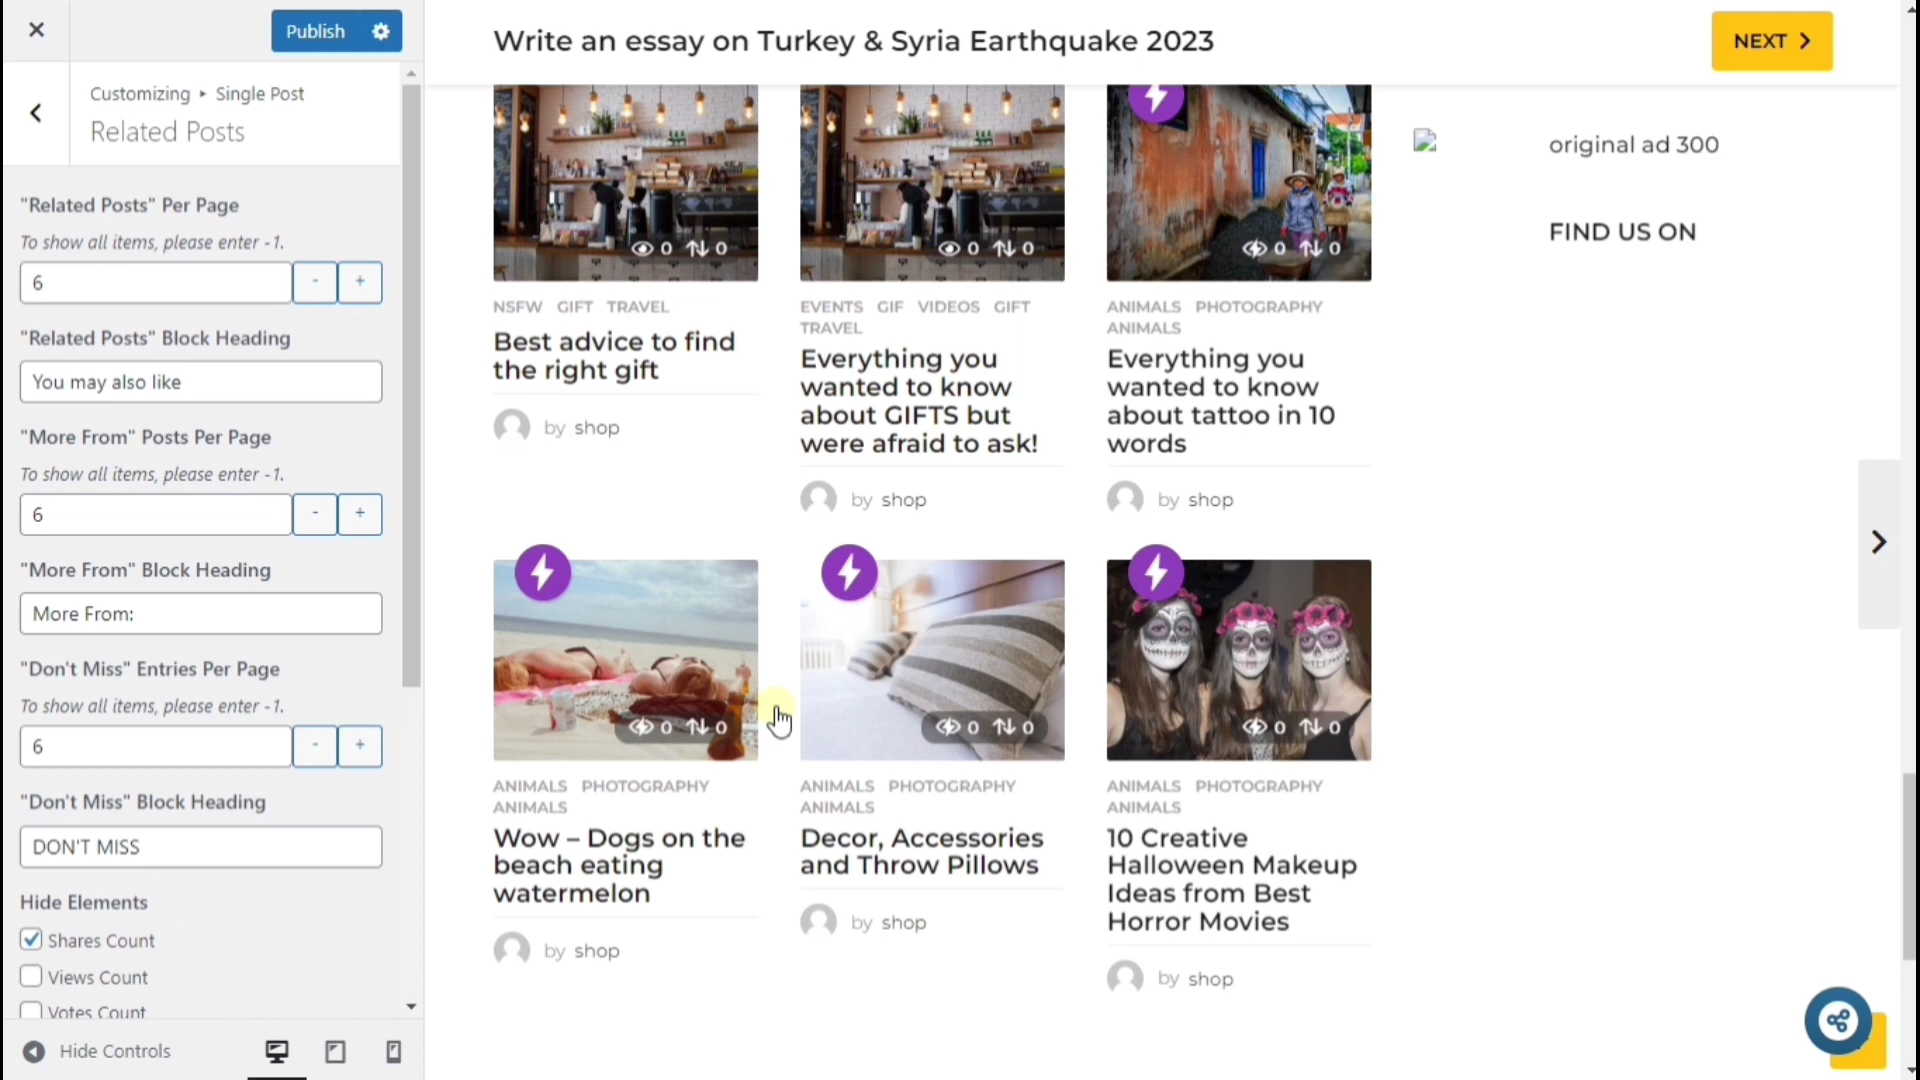 Publish
Customizing ▸ Single Post
Related Posts
"Related Posts" Per Page
To show all items, please enter -1.
6
-
+
"Related Posts" Block Heading
You may also like
"More From" Posts Per Page
To show all items, please enter -1.
6
-
+
"More From" Block Heading
More From:
"Don't Miss" Entries Per Page
To show all items, please enter -1.
6
-
+
"Don't Miss" Block Heading
DON'T MISS
Hide Elements
Shares Count
Views Count
Votes Count
Hide Controls
Write an essay on Turkey & Syria Earthquake 2023
NEXT
0 0
0 0
0 0
NSFW GIFT TRAVEL
Best advice to find
the right gift
by shop
EVENTS GIF VIDEOS GIFT
TRAVEL
Everything you
wanted to know
about GIFTS but
were afraid to ask!
by shop
ANIMALS PHOTOGRAPHY
ANIMALS
Everything you
wanted to know
about tattoo in 10
words
by shop
0 0
0 0
0 0
ANIMALS PHOTOGRAPHY
ANIMALS
Wow – Dogs on the
beach eating
watermelon
by shop
ANIMALS PHOTOGRAPHY
ANIMALS
Decor, Accessories
and Throw Pillows
by shop
ANIMALS PHOTOGRAPHY
ANIMALS
10 Creative
Halloween Makeup
Ideas from Best
Horror Movies
by shop
original ad 300
FIND US ON